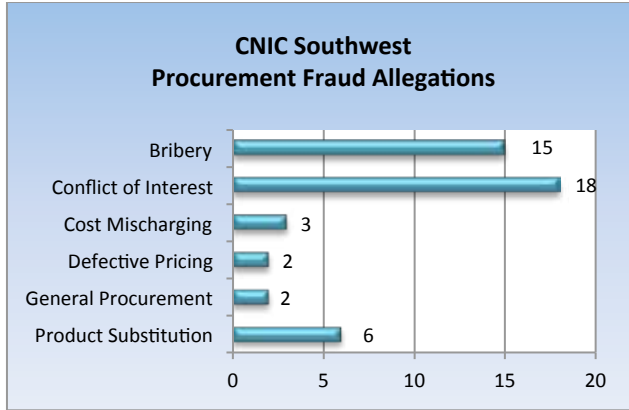 CNIC Southwest
Procurement Fraud Allegations
Bribery 15
Conflict of Interest 18
Cost Mischarging 3
Defective Pricing 2
General Procurement 2
Product Substitution 6
0 5 10 15 20